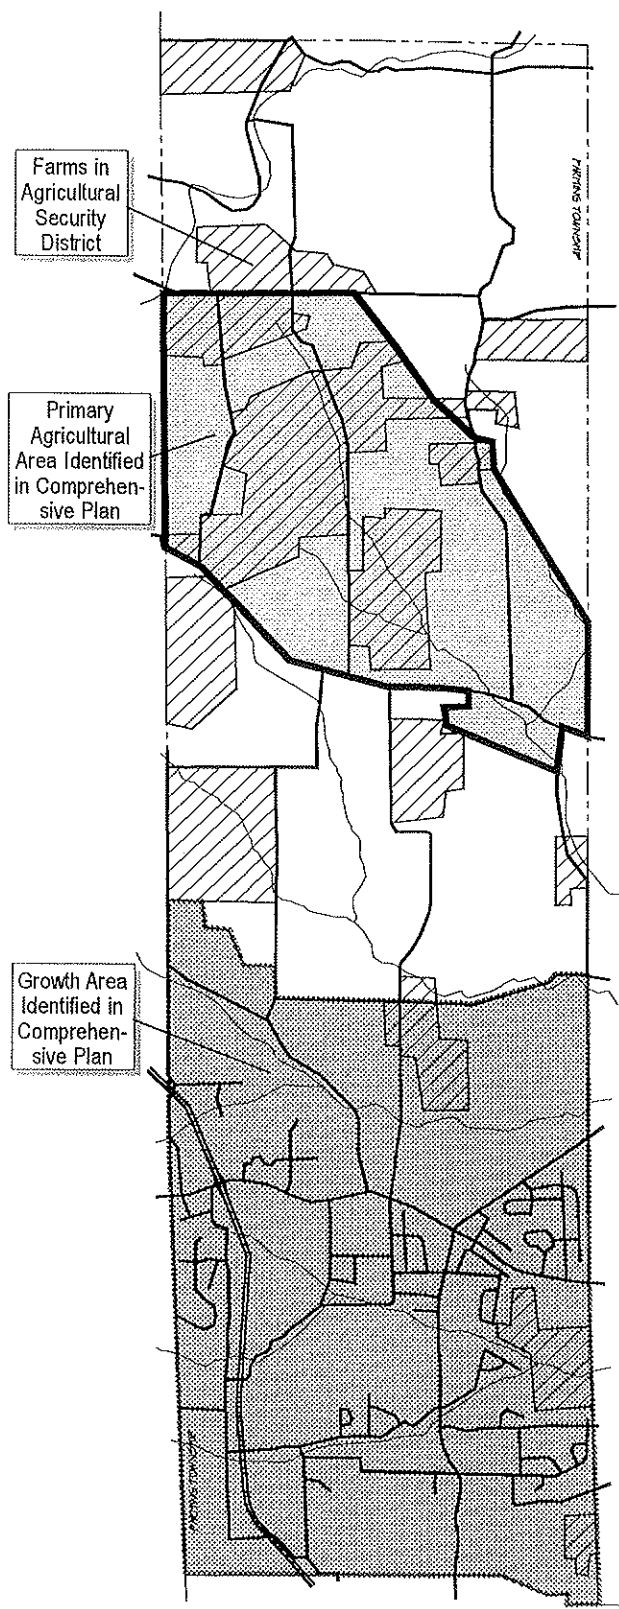 Farms in
Agricultural
Security
District
Primary
Agricultural
Area Identified
in Comprehen-
sive Plan
Growth Area
Identified in
Comprehen-
sive Plan
TOWNSHIP